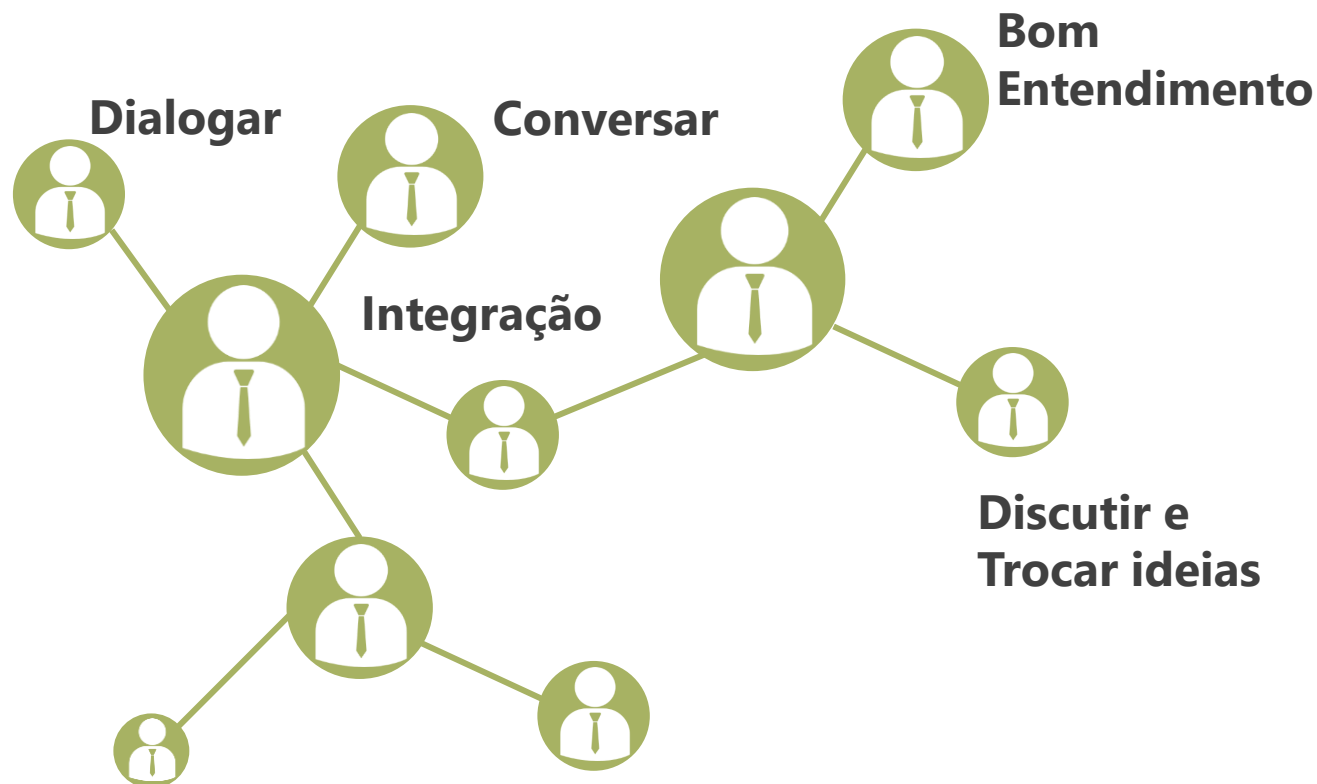 Bom
Entendimento
Dialogar
Conversar
Integração
Discutir e
Trocar ideias